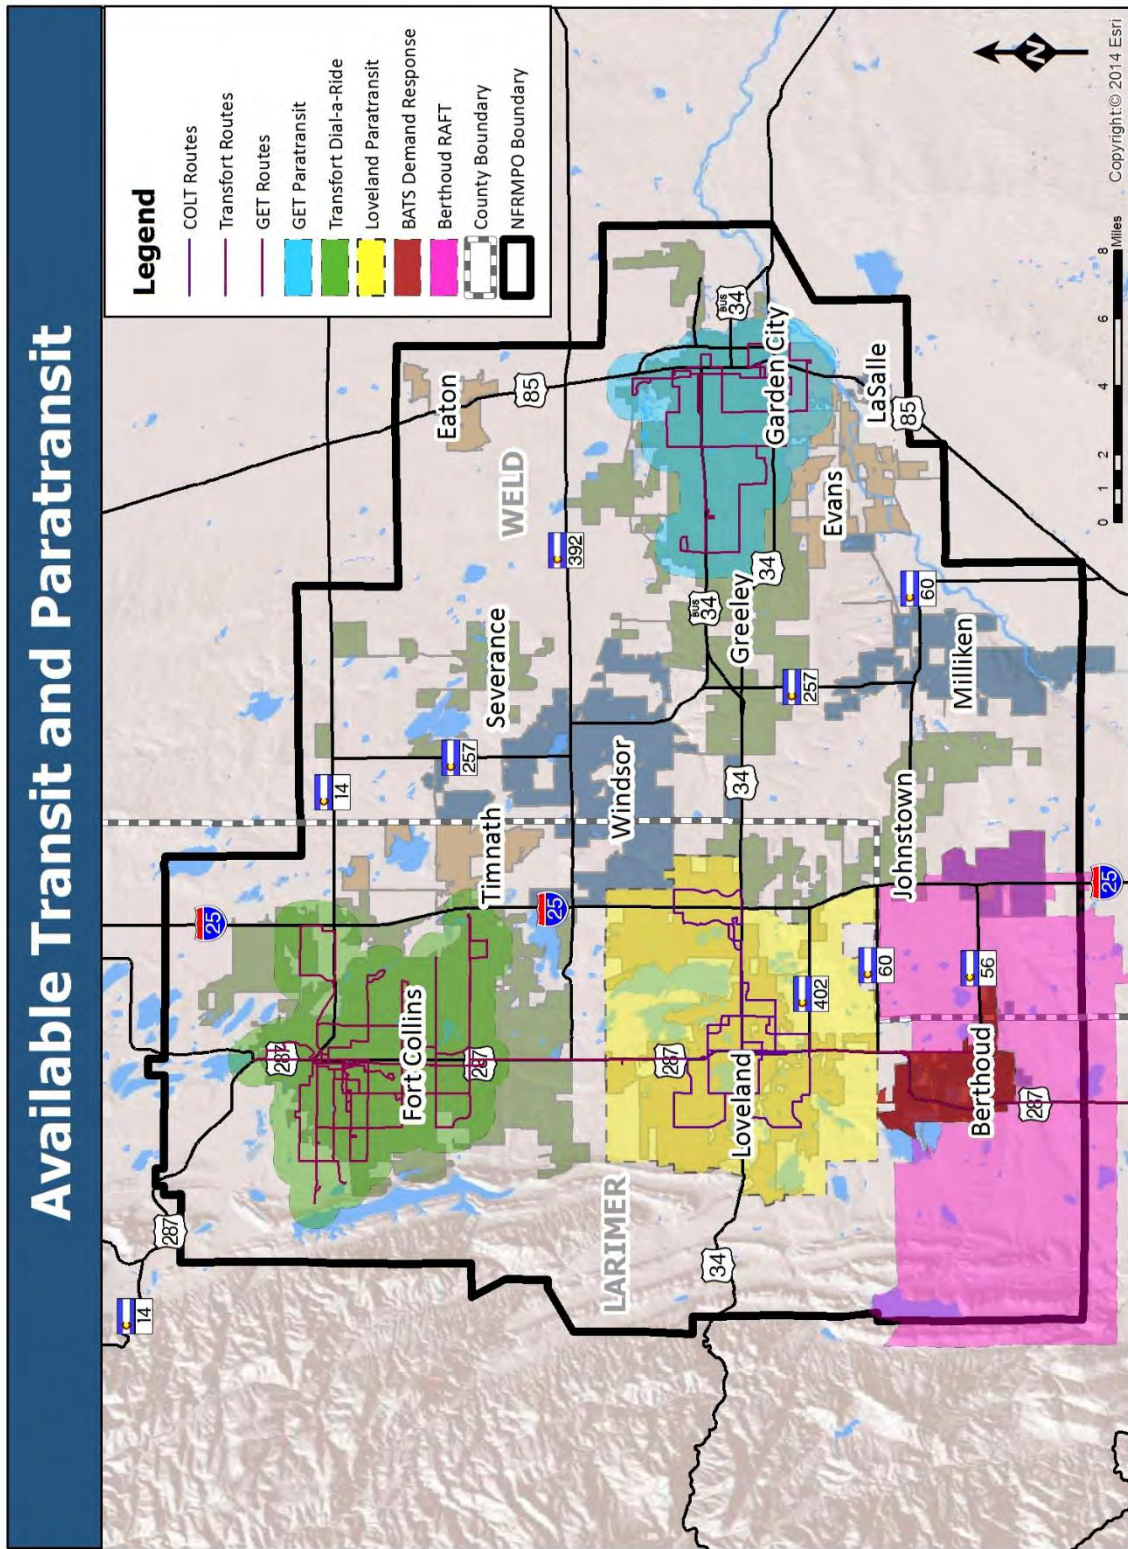 Available Transit and Paratransit
Legend
COLT Routes
Transfort Routes
GET Routes
GET Paratransit
Transfort Dial-a-Ride
Loveland Paratransit
BATS Demand Response
Berthoud RAFT
County Boundary
NFRMPO Boundary
14
287
25
14
85
Eaton
257
Severance
WELD
Fort Collins
287
287
Timnath
25
392
LARIMER
Windsor
287
34
Loveland
34
Greeley
BUS
34
34
BUS
34
Garden City
402
257
Evans
LaSalle
60
Johnstown
60
85
Milliken
56
Berthoud
287
25
N
0 1 2 4 6 8
Miles
Copyright:© 2014 Esri